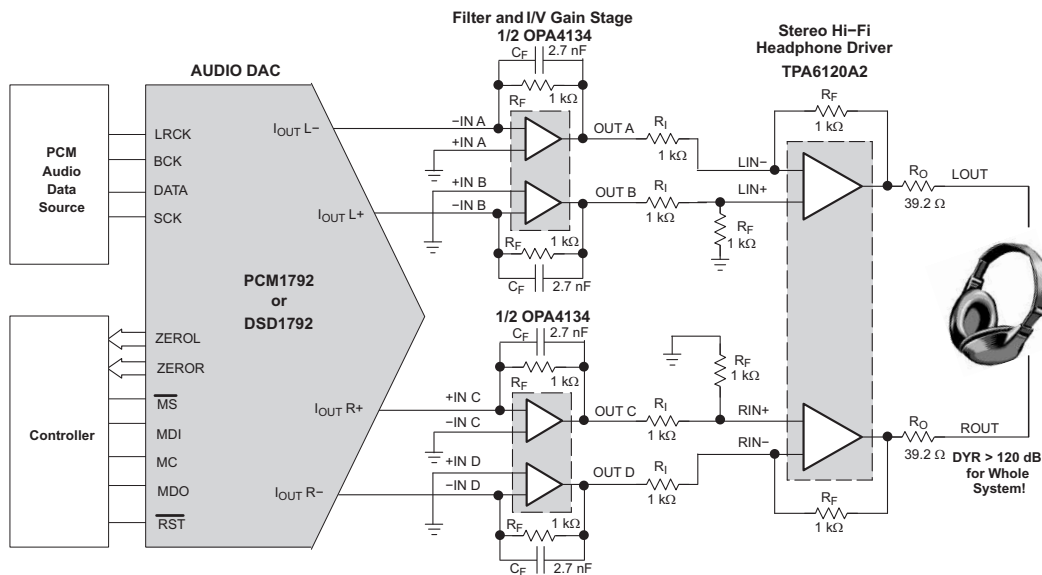 Filter and I/V Gain Stage
1/2 OPA4134
C_F 2.7 nF
R_F 1 kΩ
Stereo Hi−Fi
Headphone Driver
TPA6120A2
AUDIO DAC
PCM
Audio
Data
Source
LRCK
BCK
DATA
SCK
I_OUT L−
I_OUT L+
PCM1792
or
DSD1792
−IN A
+IN A
+IN B
−IN B
OUT A
R_I
1 kΩ
OUT B
R_I
1 kΩ
R_F
1 kΩ
C_F 2.7 nF
LIN−
LIN+
R_F
1 kΩ
R_F
1 kΩ
R_O
39.2 Ω
LOUT
Controller
ZEROL
ZEROR
MS
MDI
MC
MDO
RST
I_OUT R+
I_OUT R−
1/2 OPA4134
C_F 2.7 nF
R_F 1 kΩ
+IN C
−IN C
+IN D
−IN D
OUT C
R_I
1 kΩ
OUT D
R_I
1 kΩ
R_F 1 kΩ
C_F 2.7 nF
R_F
1 kΩ
RIN+
RIN−
R_F
1 kΩ
R_O
39.2 Ω
ROUT
DYR > 120 dB
for Whole
System!